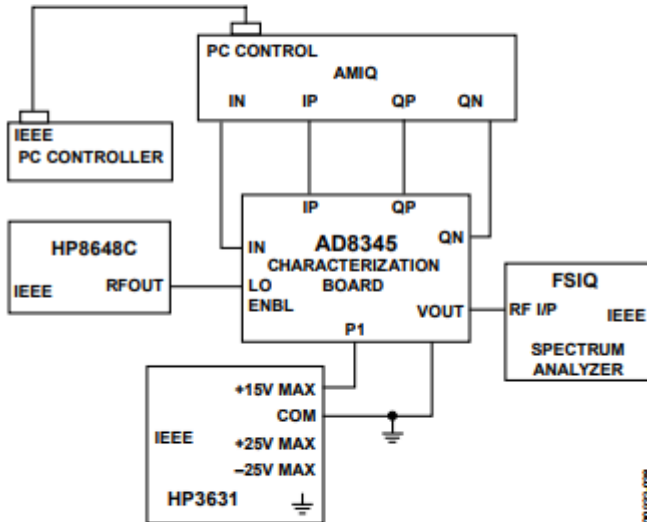 PC CONTROL
AMIQ
IN IP QP QN
IEEE
PC CONTROLLER
IP QP
IN AD8345 QN
CHARACTERIZATION
BOARD
LO
ENBL
VOUT
P1
HP8648C
IEEE RFOUT
FSIQ
RF I/P IEEE
SPECTRUM
ANALYZER
+15V MAX
COM
IEEE
+25V MAX
–25V MAX
HP3631